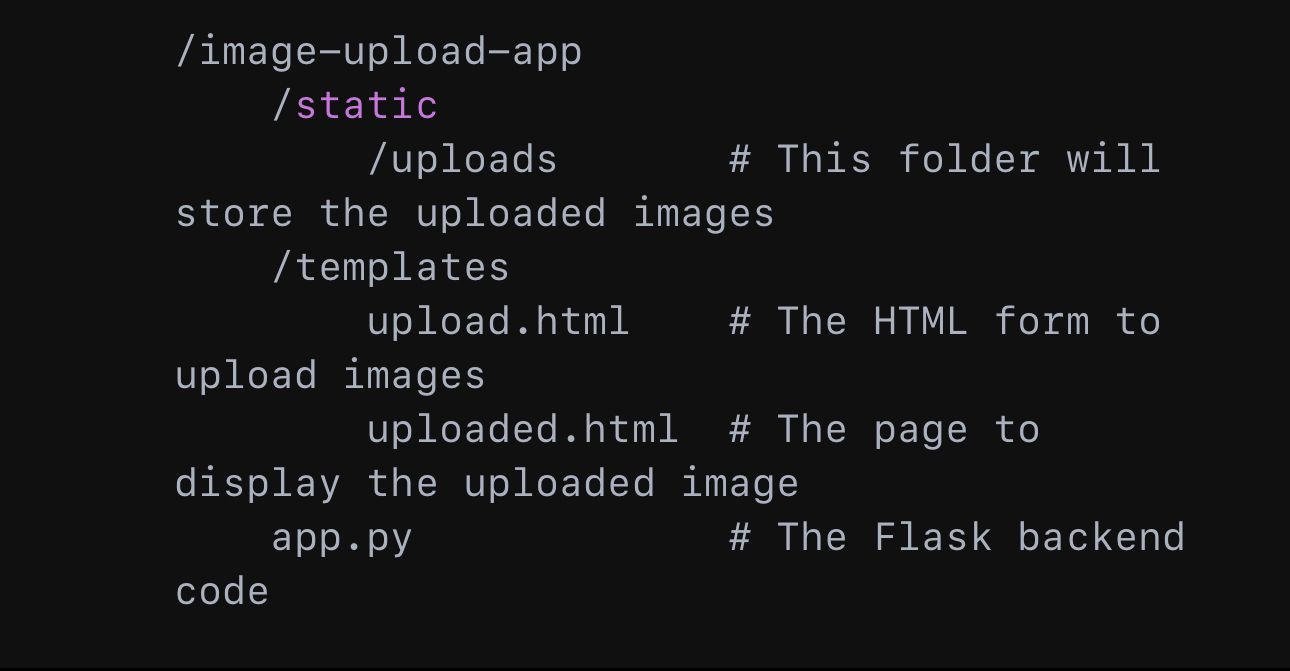 /image-upload-app
    /static
        /uploads       # This folder will
store the uploaded images
    /templates
        upload.html    # The HTML form to
upload images
        uploaded.html  # The page to
display the uploaded image
    app.py             # The Flask backend
code